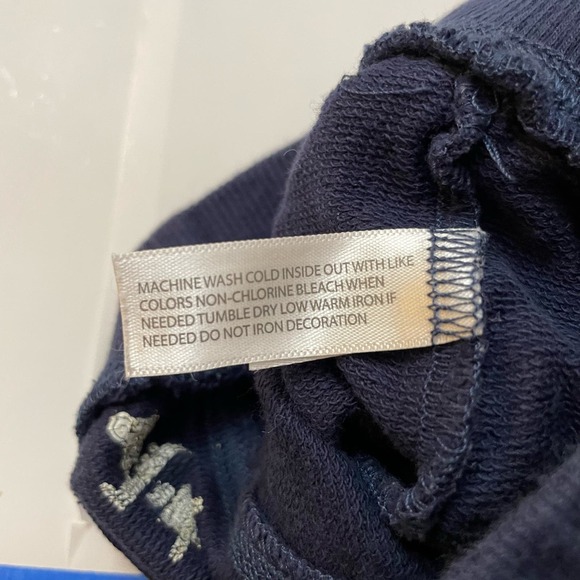 MACHINE WASH COLD INSIDE OUT WITH LIKE
COLORS NON-CHLORINE BLEACH WHEN
NEEDED TUMBLE DRY LOW WARM IRON IF
NEEDED DO NOT IRON DECORATION